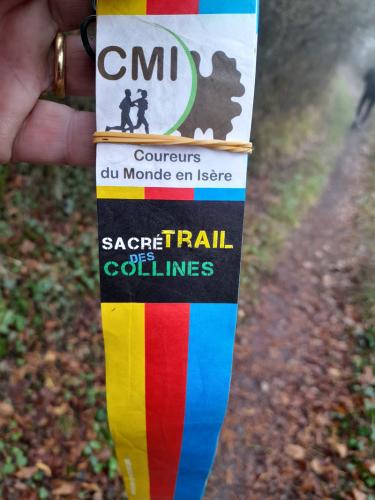 CMI
Coureurs
du Monde en Isère
SACRÉ TRAIL
DES
COLLINES